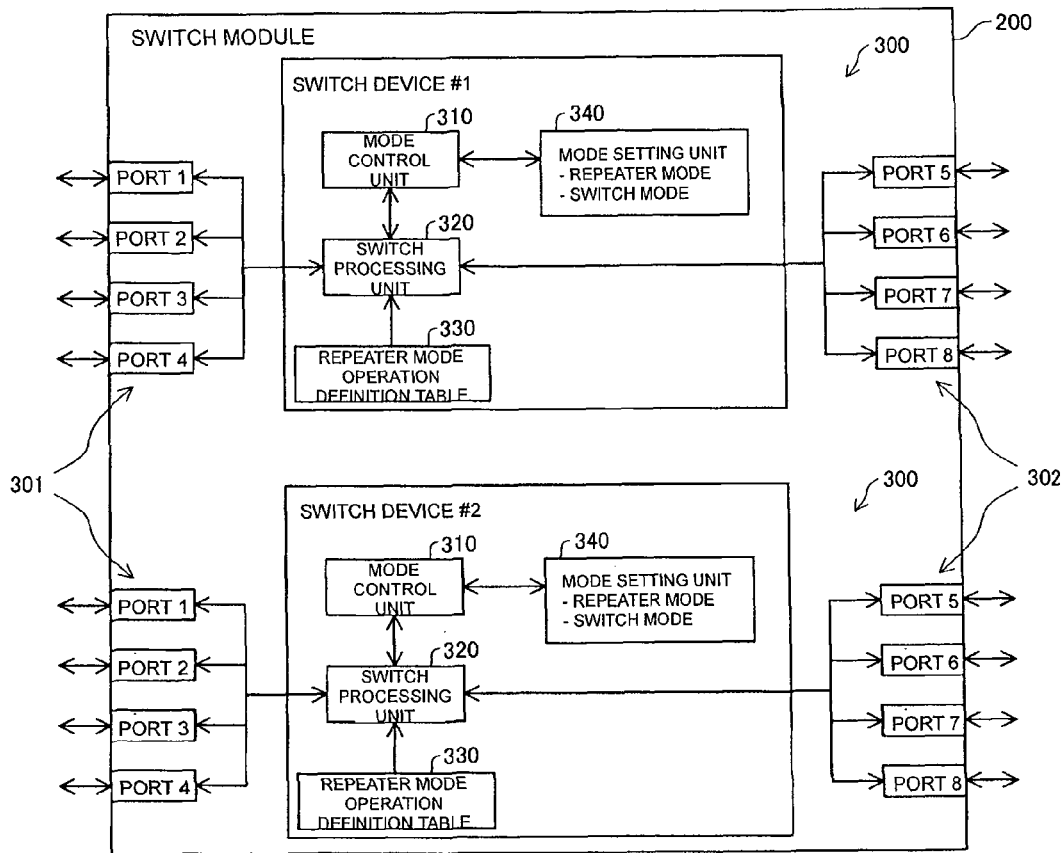 SWITCH MODULE
200
300
SWITCH DEVICE #1
310
MODE
CONTROL
UNIT
340
MODE SETTING UNIT
- REPEATER MODE
- SWITCH MODE
320
SWITCH
PROCESSING
UNIT
330
REPEATER MODE
OPERATION
DEFINITION TABLE
PORT 1
PORT 2
PORT 3
PORT 4
PORT 5
PORT 6
PORT 7
PORT 8
301
302
300
SWITCH DEVICE #2
310
MODE
CONTROL
UNIT
340
MODE SETTING UNIT
- REPEATER MODE
- SWITCH MODE
320
SWITCH
PROCESSING
UNIT
330
REPEATER MODE
OPERATION
DEFINITION TABLE
PORT 1
PORT 2
PORT 3
PORT 4
PORT 5
PORT 6
PORT 7
PORT 8